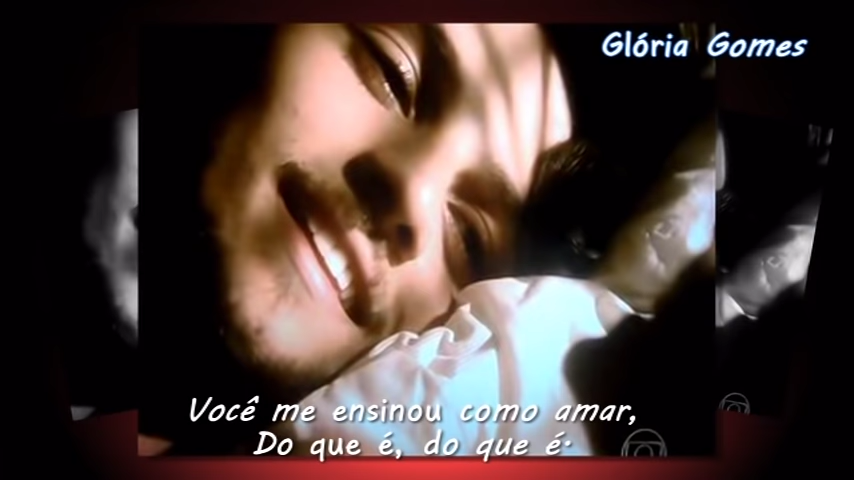 Glória Gomes
Você me ensinou como amar,
Do que é, do que é.